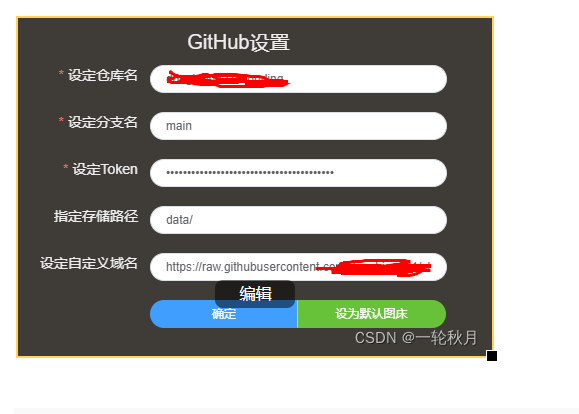 GitHub设置
* 设定仓库名
* 设定分支名 main
* 设定Token ••••••••••••••••••••••••••••••••••••••••
指定存储路径 data/
设定自定义域名 https://raw.githubusercontent.
编辑
确定 设为默认图床
CSDN @一轮秋月